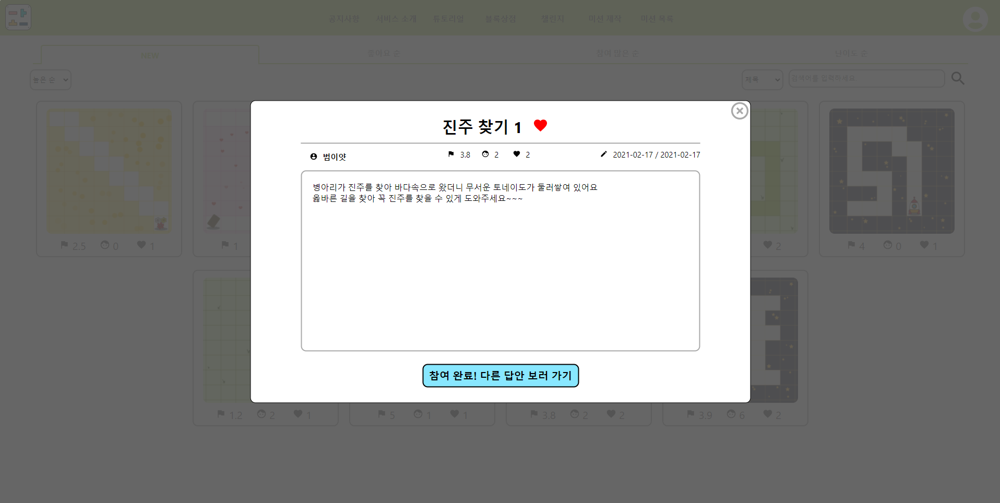 공지사항 서비스 소개 튜토리얼 블록상점 챌린지 미션 제작 미션 목록
NEW 좋아요 순 참여 많은 순 난이도 순
높은 순 제목 검색어를 입력하세요
진주 찾기 1
범이얏 3.8 2 2 2021-02-17 / 2021-02-17
병아리가 진주를 찾아 바다속으로 왔더니 무서운 토네이도가 둘러쌓여 있어요
옳바른 길을 찾아 꼭 진주를 찾을 수 있게 도와주세요~~~
2.5 0 1 1 2 4 0 1
참여 완료! 다른 답안 보러 가기
1.2 2 1 5 1 1 3.8 2 2 3.9 6 2